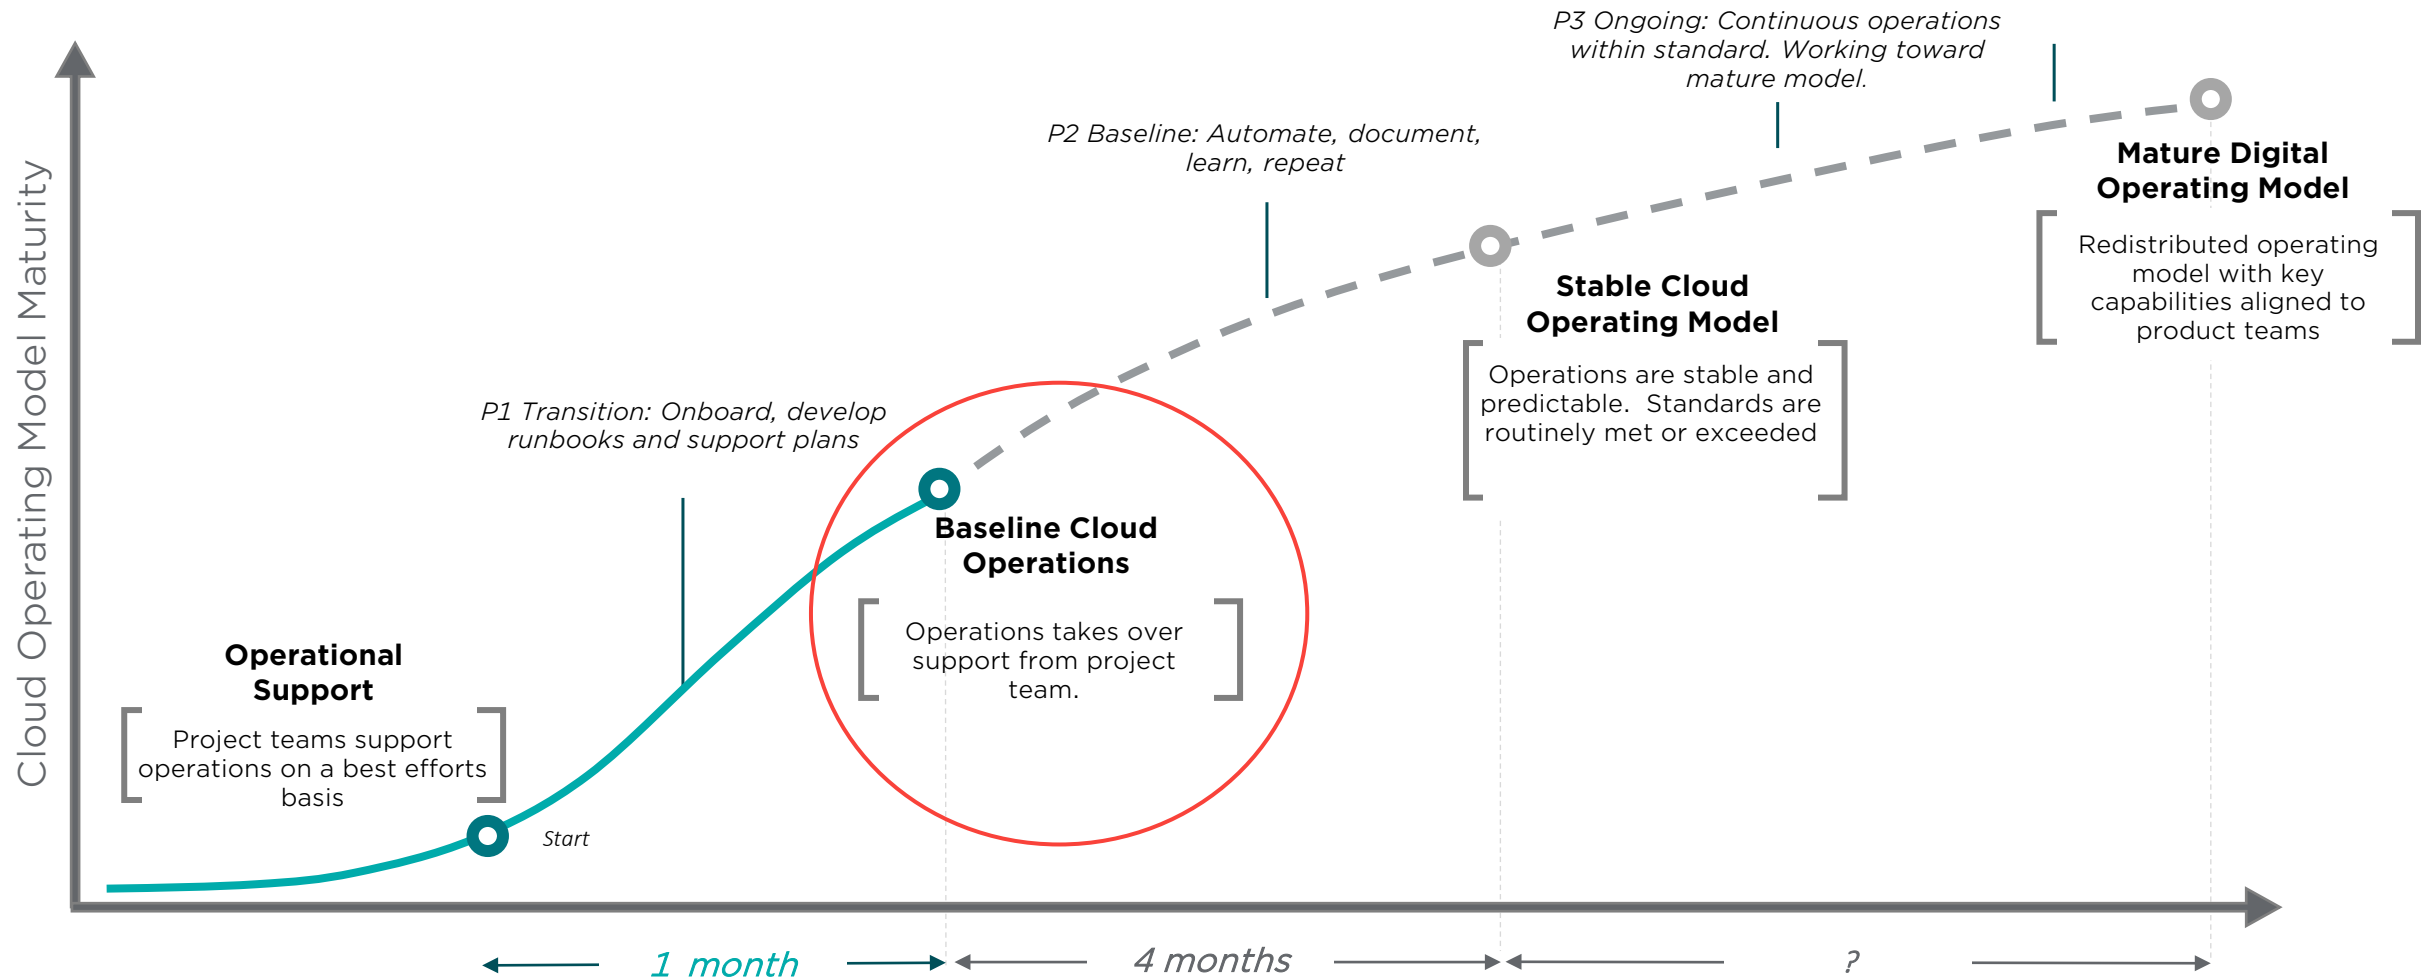 P3 Ongoing: Continuous operations
within standard. Working toward
mature model.
P2 Baseline: Automate, document,
learn, repeat
Mature Digital
Operating Model
Redistributed operating
model with key
capabilities aligned to
product teams
Stable Cloud
Operating Model
Operations are stable and
predictable. Standards are
routinely met or exceeded
P1 Transition: Onboard, develop
runbooks and support plans
Baseline Cloud
Operations
Operations takes over
support from project
team.
Operational
Support
Project teams support
operations on a best efforts
basis
Start
Cloud Operating Model Maturity
1 month
4 months
?